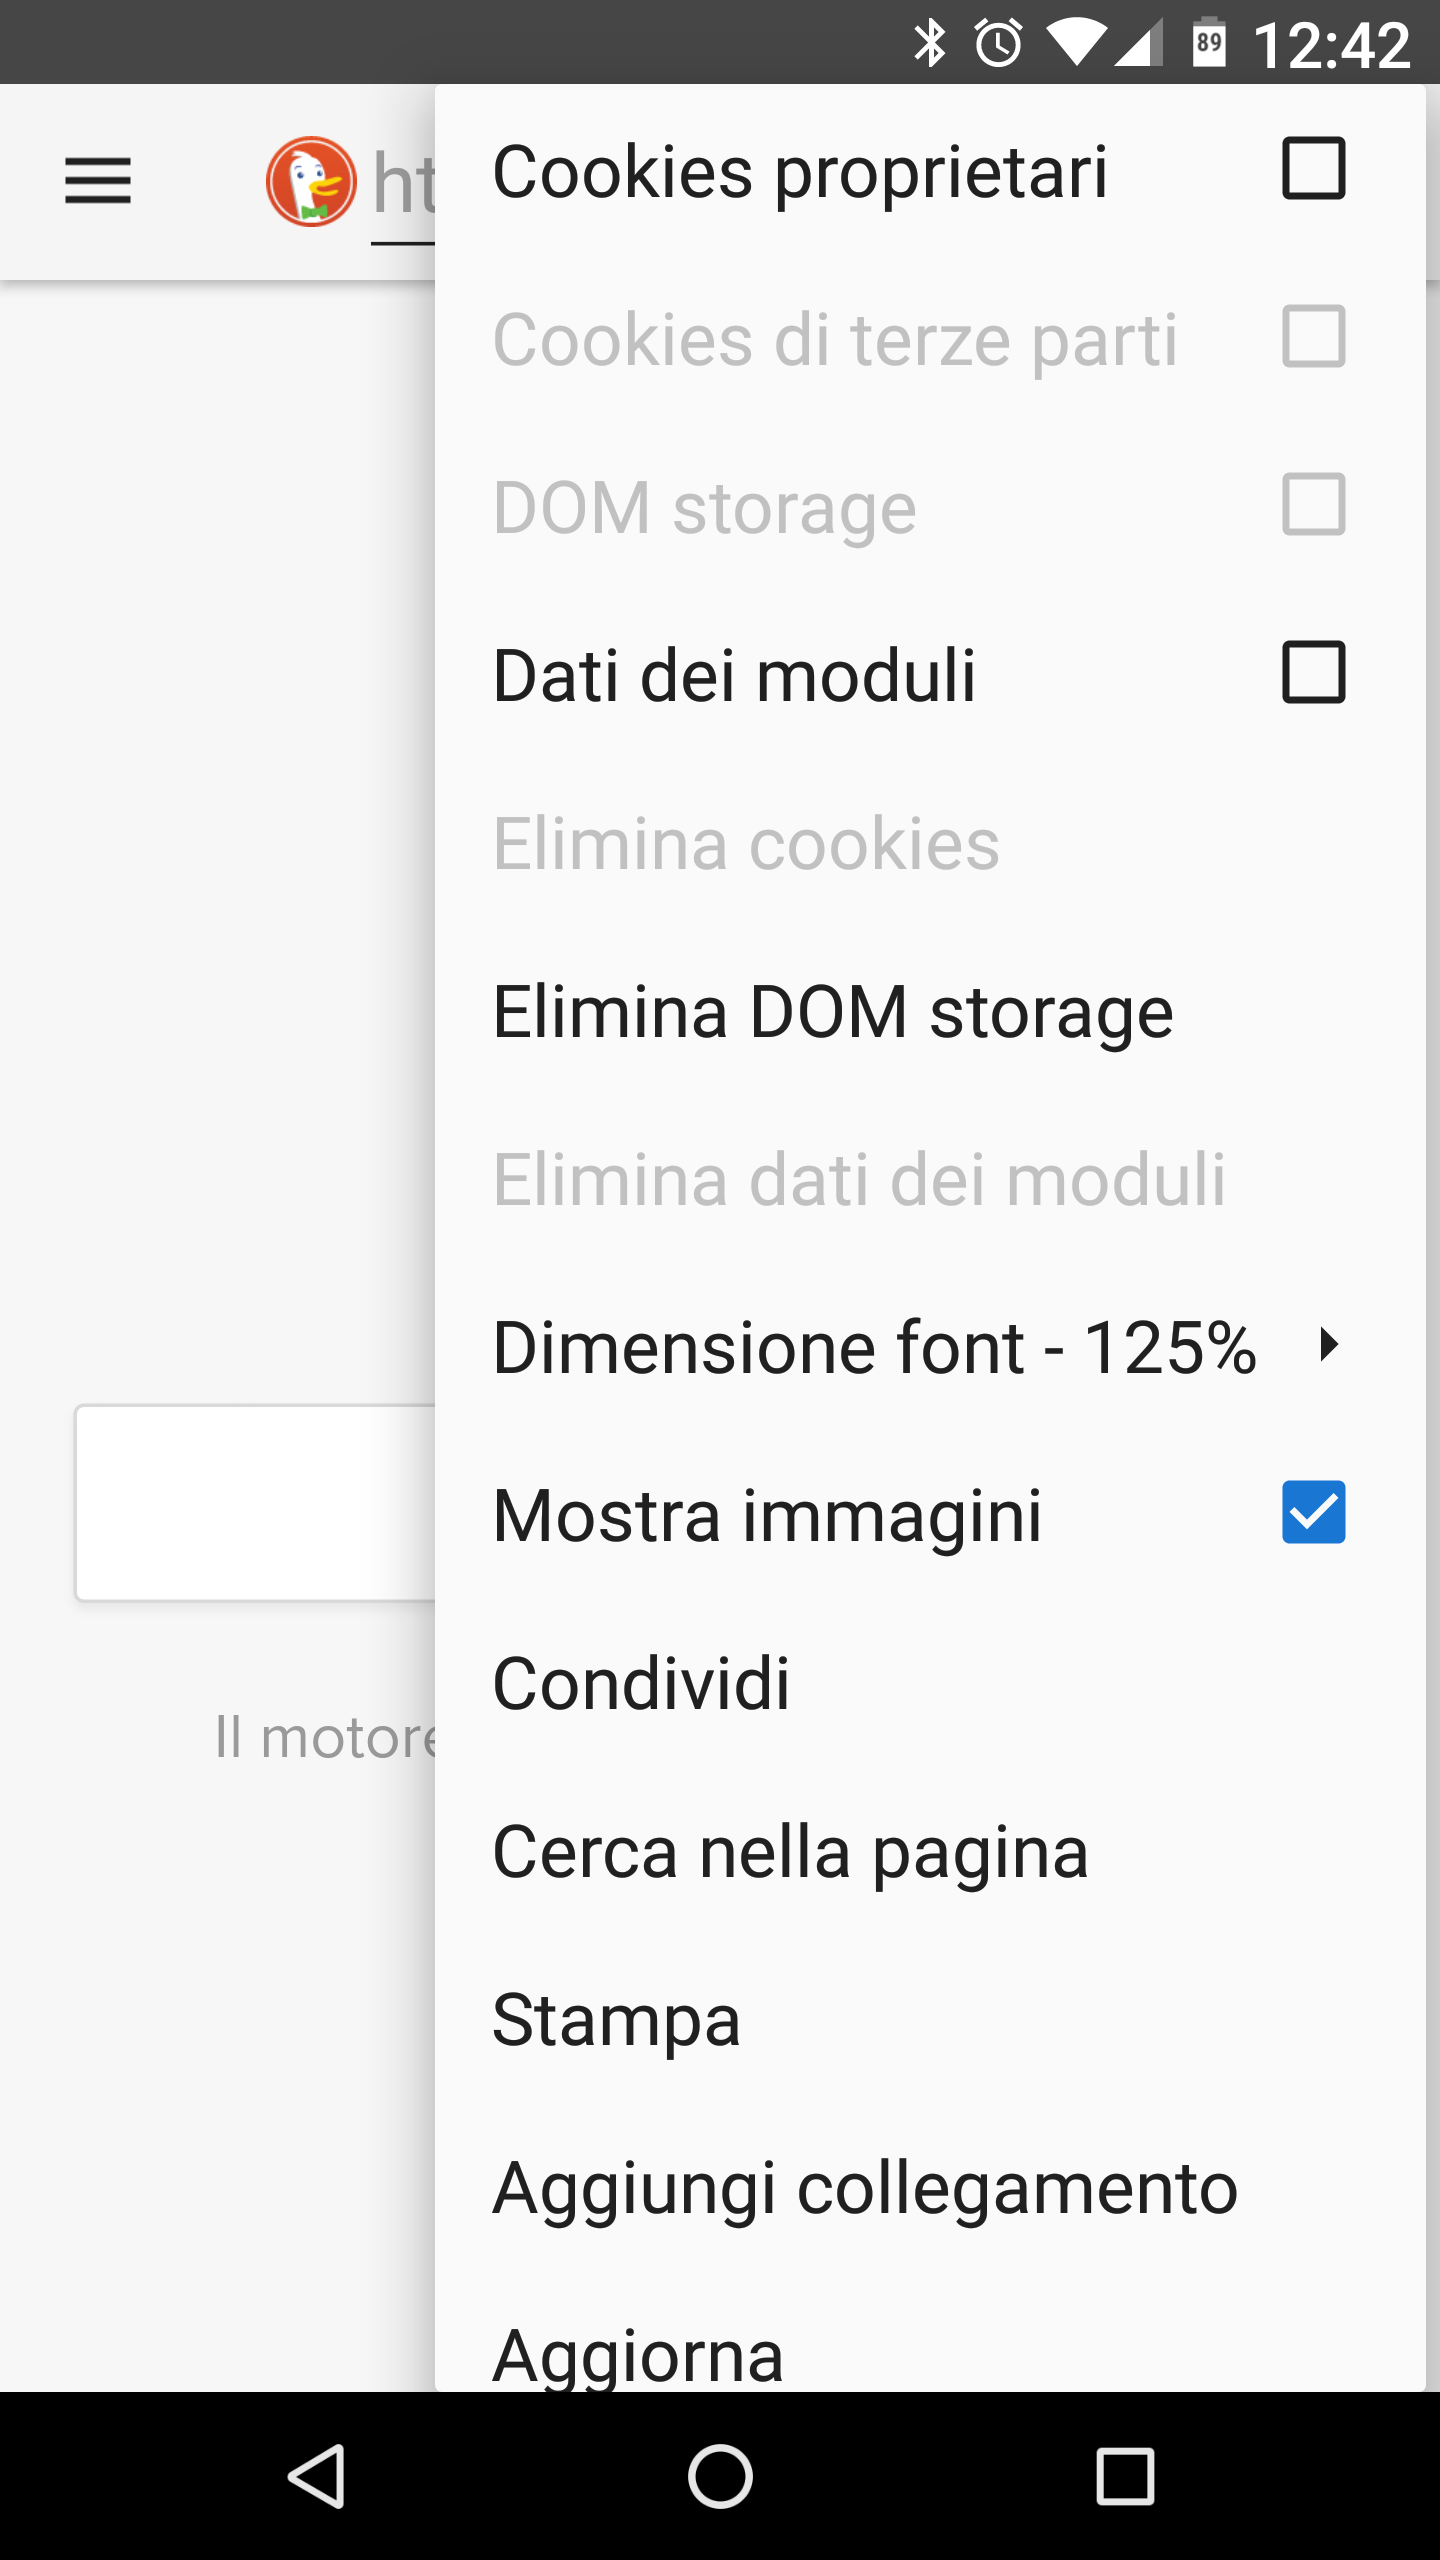 89 12:42
ht
Cookies proprietari
Cookies di terze parti
DOM storage
Dati dei moduli
Elimina cookies
Elimina DOM storage
Elimina dati dei moduli
Dimensione font - 125%
Mostra immagini
Condividi
Il motore
Cerca nella pagina
Stampa
Aggiungi collegamento
Aggiorna